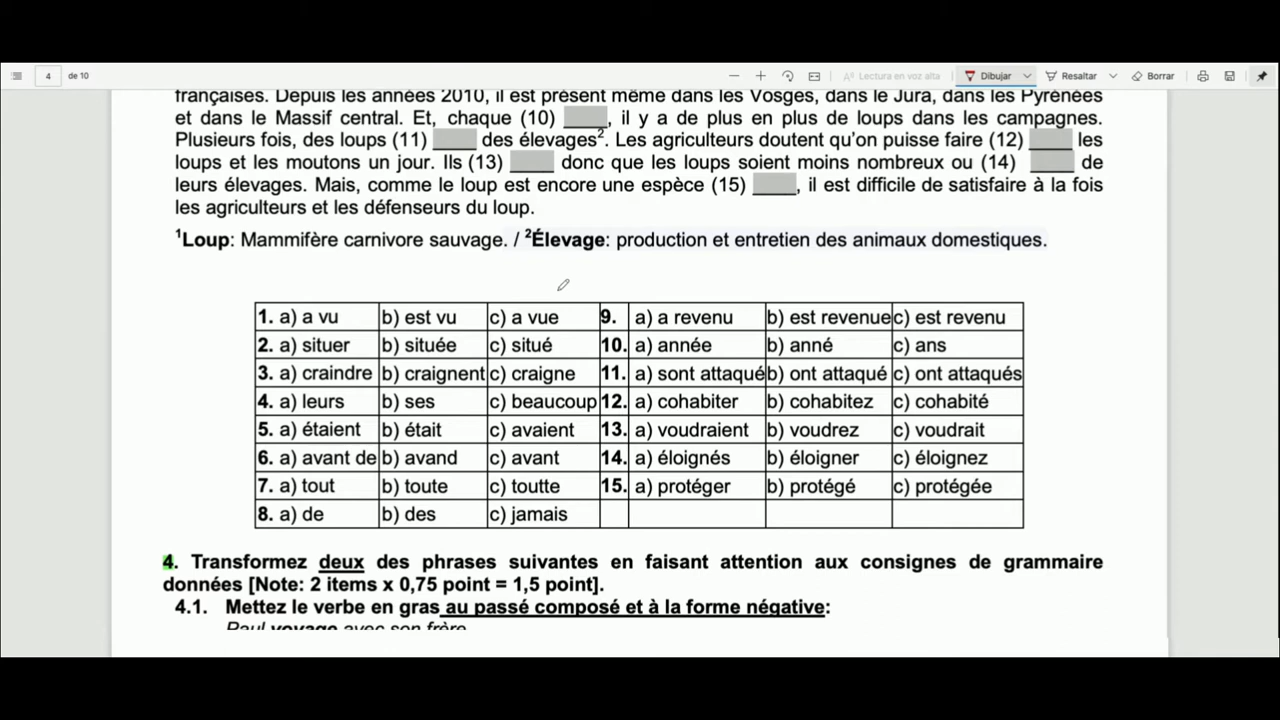 4 de 10 Lectura en voz alta Dibujar Resaltar Borrar
françaises. Depuis les années 2010, il est présent même dans les Vosges, dans le Jura, dans les Pyrénées
et dans le Massif central. Et, chaque (10) ____, il y a de plus en plus de loups dans les campagnes.
Plusieurs fois, des loups (11) ____ des élevages². Les agriculteurs doutent qu’on puisse faire (12) ____ les
loups et les moutons un jour. Ils (13) ____ donc que les loups soient moins nombreux ou (14) ____ de
leurs élevages. Mais, comme le loup est encore une espèce (15) ____, il est difficile de satisfaire à la fois
les agriculteurs et les défenseurs du loup.
¹Loup: Mammifère carnivore sauvage. / ²Élevage: production et entretien des animaux domestiques.
1. a) a vu b) est vu c) a vue 9. a) a revenu b) est revenue c) est revenu
2. a) situer b) située c) situé 10. a) année b) anné c) ans
3. a) craindre b) craignent c) craigne 11. a) sont attaqué b) ont attaqué c) ont attaqués
4. a) leurs b) ses c) beaucoup 12. a) cohabiter b) cohabitez c) cohabité
5. a) étaient b) était c) avaient 13. a) voudraient b) voudrez c) voudrait
6. a) avant de b) avand c) avant 14. a) éloignés b) éloigner c) éloignez
7. a) tout b) toute c) toutte 15. a) protéger b) protégé c) protégée
8. a) de b) des c) jamais
4. Transformez deux des phrases suivantes en faisant attention aux consignes de grammaire
données [Note: 2 items x 0,75 point = 1,5 point].
4.1. Mettez le verbe en gras au passé composé et à la forme négative:
Paul voyage avec son frère